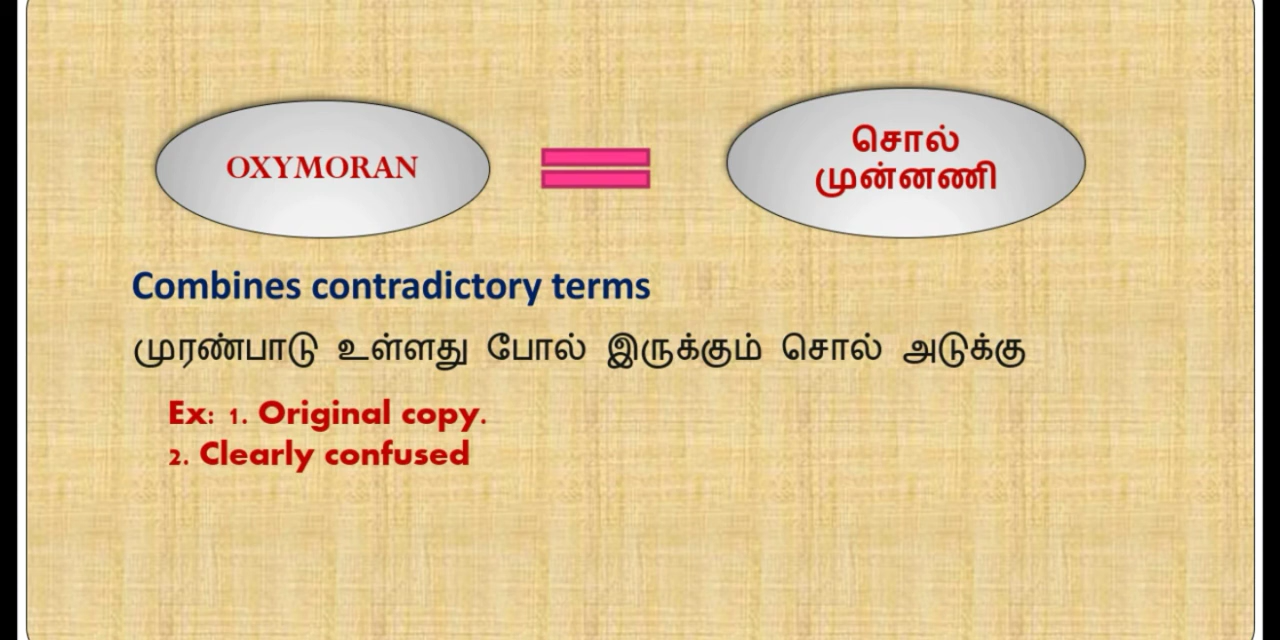 OXYMORAN
சொல்
முன்னணி
Combines contradictory terms
முரண்பாடு உள்ளது போல் இருக்கும் சொல் அடுக்கு
Ex: 1. Original copy.
2. Clearly confused